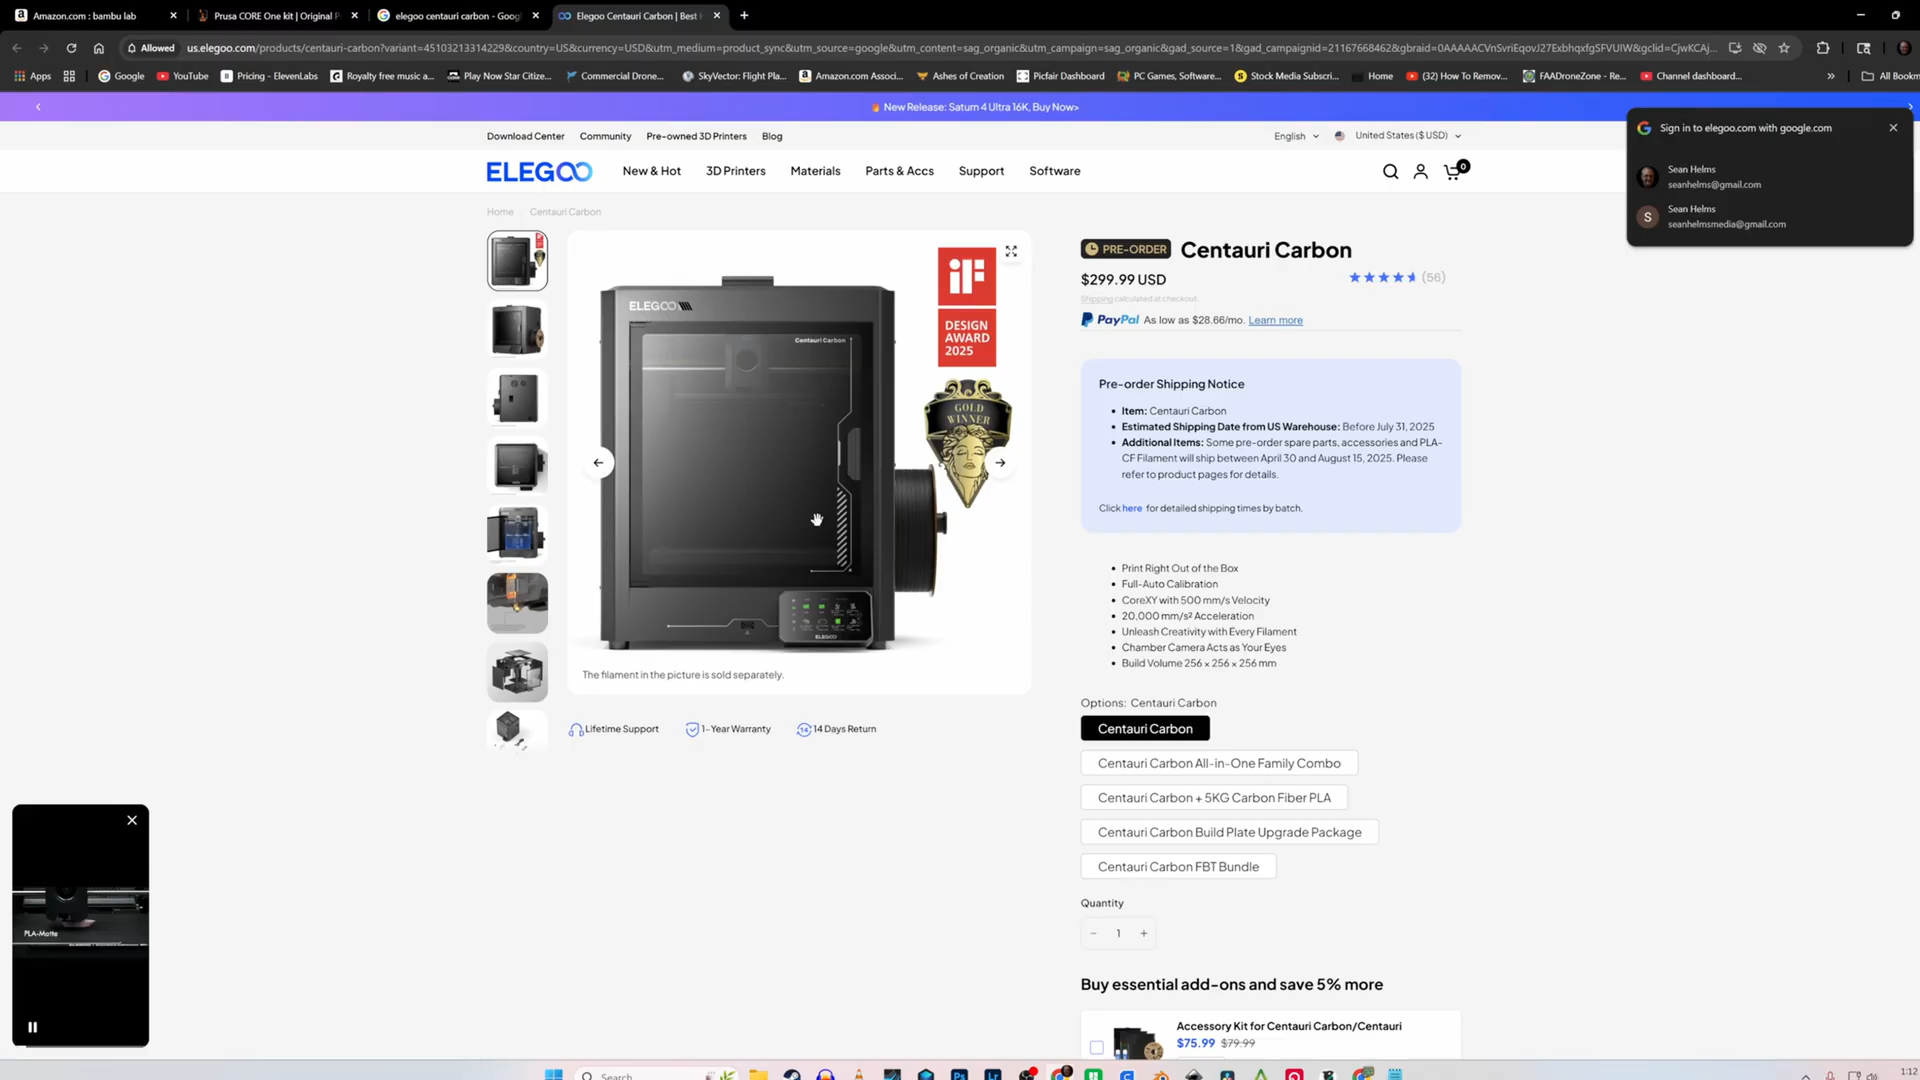 Amazon.com : bambu lab
Prusa CORE One kit | Original P
elegoo centauri carbon - Goog
Elegoo Centauri Carbon | Best
Allowed
us.elegoo.com/products/centauri-carbon?variant=45103213314229&country=US&currency=USD&utm_medium=product_sync&utm_source=google&utm_content=sag_organic&utm_campaign=sag_organic&gad_source=1&gad_campaignid=21167668462&gbraid=0AAAAACVnSvriEqovJ27ExbhqxfgSFVUIW&gclid=CjwKCAj...
Apps
Google
YouTube
Pricing - ElevenLabs
Royalty free music a...
Play Now Star Citize...
Commercial Drone...
SkyVector: Flight Pla...
Amazon.com Associ...
Ashes of Creation
Picfair Dashboard
PC Games, Software...
Stock Media Subscri...
Home
(32) How To Remov...
FAADroneZone - Re...
Channel dashboard...
All Bookm
New Release: Saturn 4 Ultra 16K, Buy Now>
Download Center
Community
Pre-owned 3D Printers
Blog
English
United States ($ USD)
Sign in to elegoo.com with google.com
Sean Helms
seanhelms@gmail.com
S
Sean Helms
seanhelmsmedia@gmail.com
ELEGOO
New & Hot
3D Printers
Materials
Parts & Accs
Support
Software
0
Home
Centauri Carbon
ELEGOO
Centauri Carbon
iF
DESIGN
AWARD
2025
GOLD
WINNER
ELEGOO
The filament in the picture is sold separately.
Lifetime Support
1-Year Warranty
14
14 Days Return
PRE-ORDER
Centauri Carbon
$299.99 USD
(56)
Shipping calculated at checkout.
PayPal As low as $28.66/mo. Learn more
Pre-order Shipping Notice
Item: Centauri Carbon
Estimated Shipping Date from US Warehouse: Before July 31, 2025
Additional Items: Some pre-order spare parts, accessories and PLA-
CF Filament will ship between April 30 and August 15, 2025. Please
refer to product pages for details.
Click here for detailed shipping times by batch.
Print Right Out of the Box
Full-Auto Calibration
CoreXY with 500 mm/s Velocity
20,000 mm/s² Acceleration
Unleash Creativity with Every Filament
Chamber Camera Acts as Your Eyes
Build Volume 256 × 256 × 256 mm
Options: Centauri Carbon
Centauri Carbon
Centauri Carbon All-in-One Family Combo
Centauri Carbon + 5KG Carbon Fiber PLA
Centauri Carbon Build Plate Upgrade Package
Centauri Carbon FBT Bundle
Quantity
− 1 +
Buy essential add-ons and save 5% more
Accessory Kit for Centauri Carbon/Centauri
$75.99 $79.99
PLA-Matte
Search
Ps
Lr
1:12